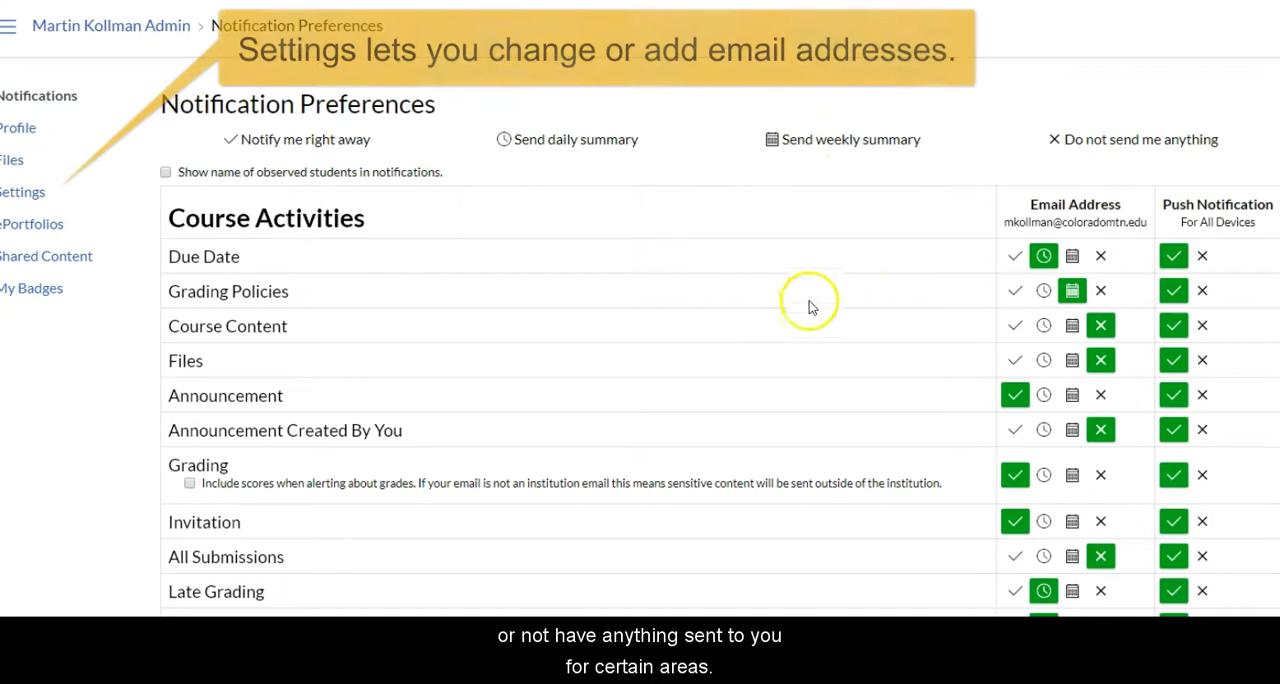 Martin Kollman Admin > Notification Preferences
Settings lets you change or add email addresses.
Notifications
Profile
Files
Settings
ePortfolios
Shared Content
My Badges
Notification Preferences
Notify me right away
Send daily summary
Send weekly summary
Do not send me anything
Show name of observed students in notifications.
Course Activities
Email Address
mkollman@coloradomtn.edu
Push Notification
For All Devices
Due Date
Grading Policies
Course Content
Files
Announcement
Announcement Created By You
Grading
Include scores when alerting about grades. If your email is not an institution email this means sensitive content will be sent outside of the institution.
Invitation
All Submissions
Late Grading
or not have anything sent to you
for certain areas.